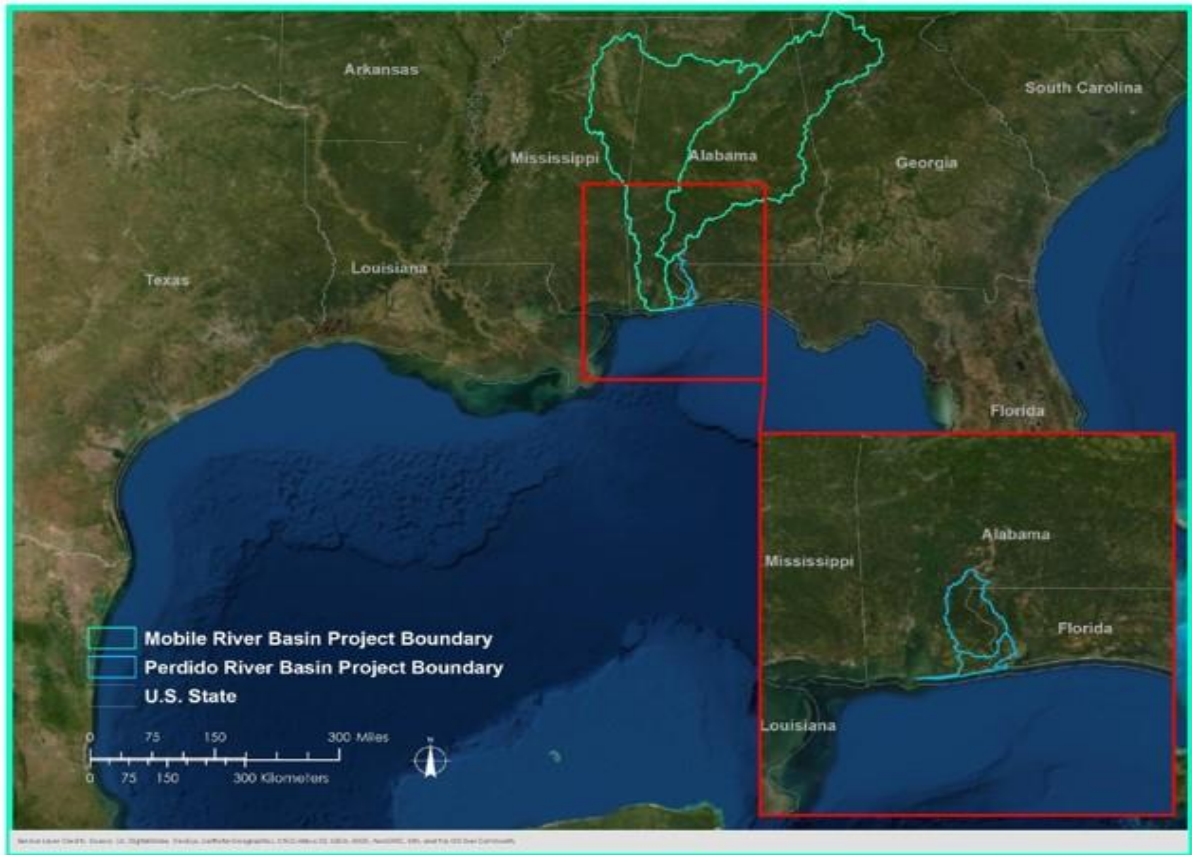 Arkansas
South Carolina
Mississippi
Alabama
Georgia
Louisiana
Texas
Florida
Alabama
Mississippi
Florida
Louisiana
Mobile River Basin Project Boundary
Perdido River Basin Project Boundary
U.S. State
0 75 150 300 Miles
0 75 150 300 Kilometers
N